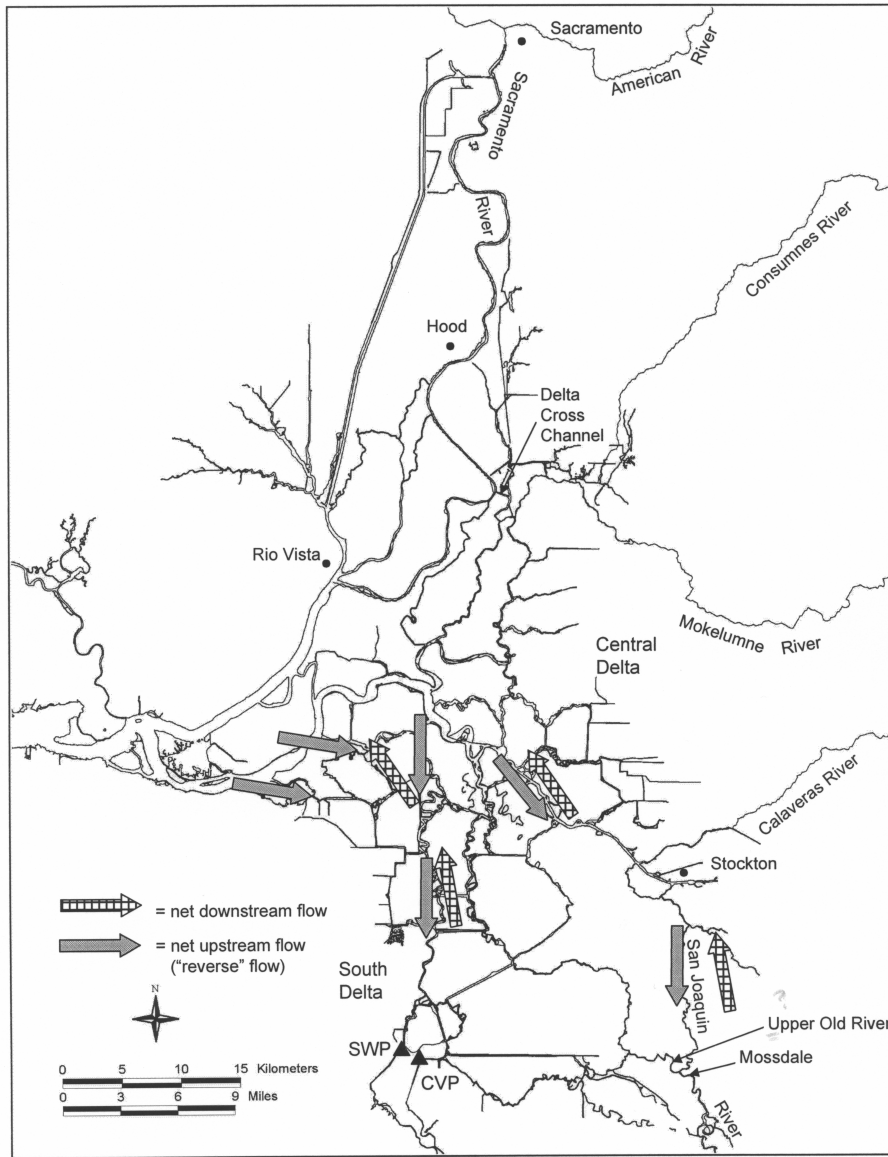 Sacramento
American River
Sacramento
River
Consumnes River
Hood
Delta
Cross
Channel
Rio Vista
Mokelumne River
Central
Delta
Calaveras River
Stockton
= net downstream flow
= net upstream flow
("reverse" flow)
South
Delta
San Joaquin
River
N
Upper Old River
Mossdale
SWP
CVP
0 5 10 15 Kilometers
0 3 6 9 Miles